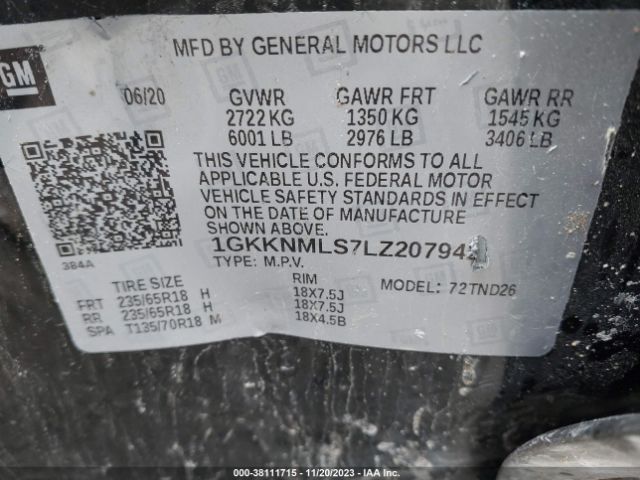 GM
MFD BY GENERAL MOTORS LLC
06/20 GVWR GAWR FRT GAWR RR
2722 KG 1350 KG 1545 KG
6001 LB 2976 LB 3406 LB
THIS VEHICLE CONFORMS TO ALL
APPLICABLE U.S. FEDERAL MOTOR
VEHICLE SAFETY STANDARDS IN EFFECT
ON THE DATE OF MANUFACTURE
SHOWN ABOVE.
384A
TYPE: M.P.V. MODEL: 72TND26
TIRE SIZE RIM
FRT 235/65R18 H 18X7.5J
RR 235/65R18 H 18X7.5J
SPA T135/70R18 M 18X4.5B
000-38111715 - 11/20/2023 - IAA Inc.